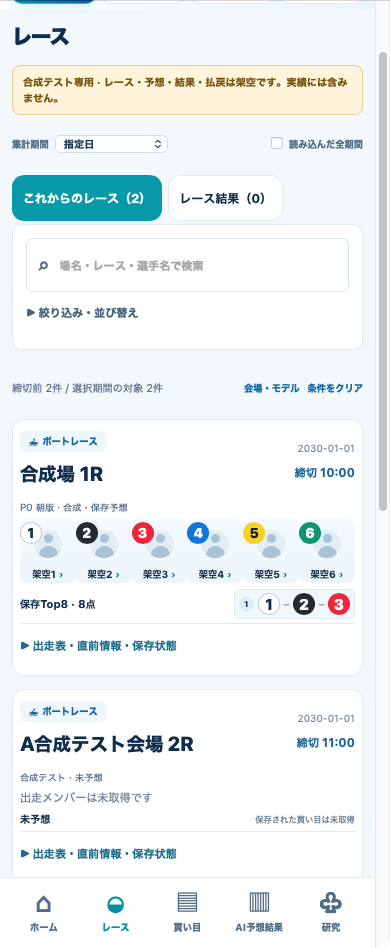 レース
合成テスト専用・レース・予想・結果・払戻は架空です。実績には含み
ません。
集計期間 指定日 読み込んだ全期間
これからのレース（2） レース結果（0）
場名・レース・選手名で検索
▶ 絞り込み・並び替え
締切前 2件 / 選択期間の対象 2件 会場・モデル 条件をクリア
ボートレース
2030-01-01
合成場 1R 締切 10:00
P0 朝版・合成・保存予想
1 2 3 4 5 6
架空1 › 架空2 › 架空3 › 架空4 › 架空5 › 架空6 ›
保存Top8・8点 1 1 – 2 – 3
▶ 出走表・直前情報・保存状態
ボートレース
2030-01-01
A合成テスト会場 2R 締切 11:00
合成テスト・未予想
出走メンバーは未取得です
未予想 保存された買い目は未取得
▶ 出走表・直前情報・保存状態
ホーム レース 買い目 AI予想結果 研究